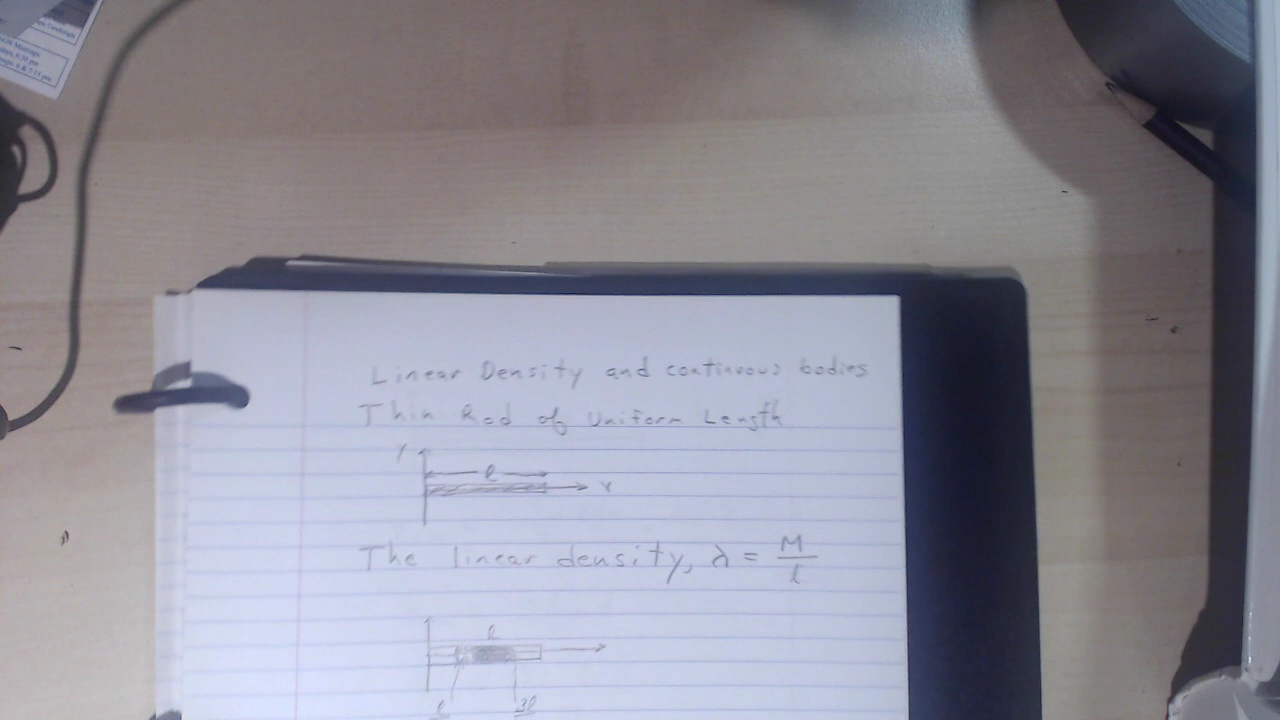 Linear Density and continuous bodies
Thin Rod of Uniform Length
Y
ℓ
x
The linear density, λ = M/ℓ
ℓ
ℓ 3ℓ